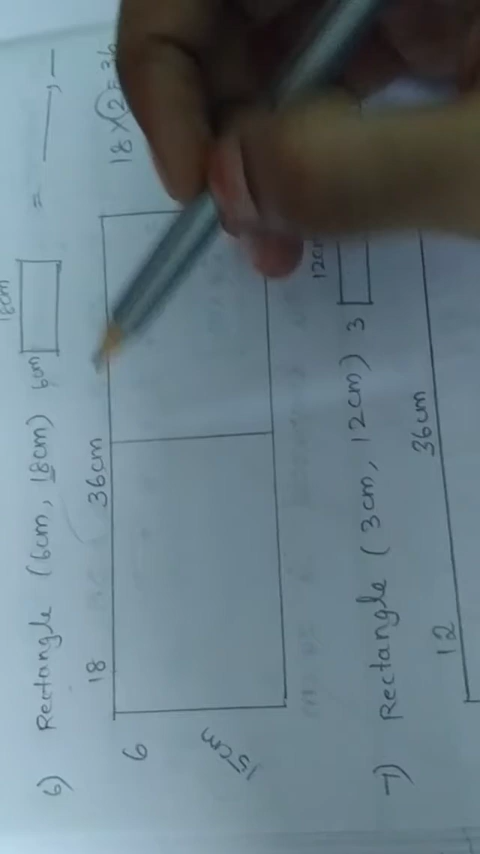 6) Rectangle (6cm, 18cm) 6cm 18cm = ___, _
18 x 2 = 36
18 36cm
6
15cm
7) Rectangle (3cm, 12cm) 3 12cm
12 36cm